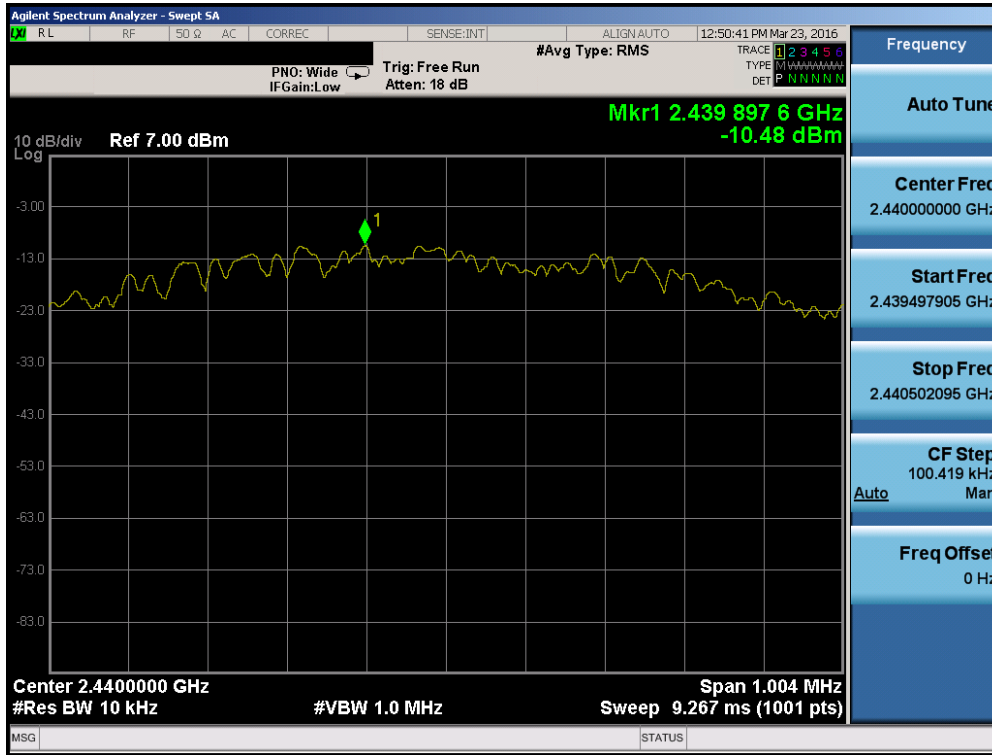 Agilent Spectrum Analyzer - Swept SA
LXI RL RF 50 Ω AC CORREC SENSE:INT ALIGN AUTO 12:50:41 PM Mar 23, 2016
#Avg Type: RMS TRACE 1 2 3 4 5 6
PNO: Wide Trig: Free Run TYPE M WWWWW
IFGain:Low Atten: 18 dB DET P N N N N N
Mkr1 2.439 897 6 GHz
-10.48 dBm
10 dB/div Ref 7.00 dBm
Log
1
-3.00
-13.0
-23.0
-33.0
-43.0
-53.0
-63.0
-73.0
-83.0
Center 2.4400000 GHz Span 1.004 MHz
#Res BW 10 kHz #VBW 1.0 MHz Sweep 9.267 ms (1001 pts)
MSG STATUS
Frequency
Auto Tune
Center Freq
2.440000000 GHz
Start Freq
2.439497905 GHz
Stop Freq
2.440502095 GHz
CF Step
100.419 kHz
Auto Man
Freq Offset
0 Hz